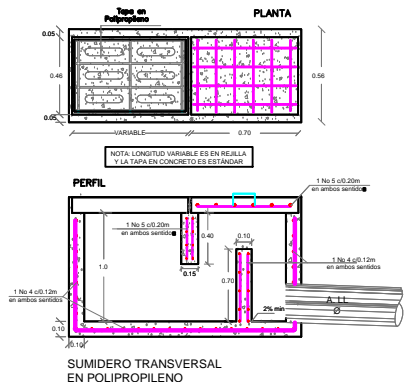 Tapa en
Polipropileno
PLANTA
0.05
0.46
0.05
0.56
VARIABLE
0.70
NOTA: LONGITUD VARIABLE ES EN REJILLA
Y LA TAPA EN CONCRETO ES ESTÁNDAR
PERFIL
1 No 5 c/0.20m
en ambos sentidos
1 No 5 c/0.20m
en ambos sentidos
0.40
0.10
1.0
0.15
0.70
1 No 4 c/0.12m
en ambos sentidos
1 No 4 c/0.12m
en ambos sentidos
A. LL
Ø
2% min
0.10
0.10
SUMIDERO TRANSVERSAL
EN POLIPROPILENO